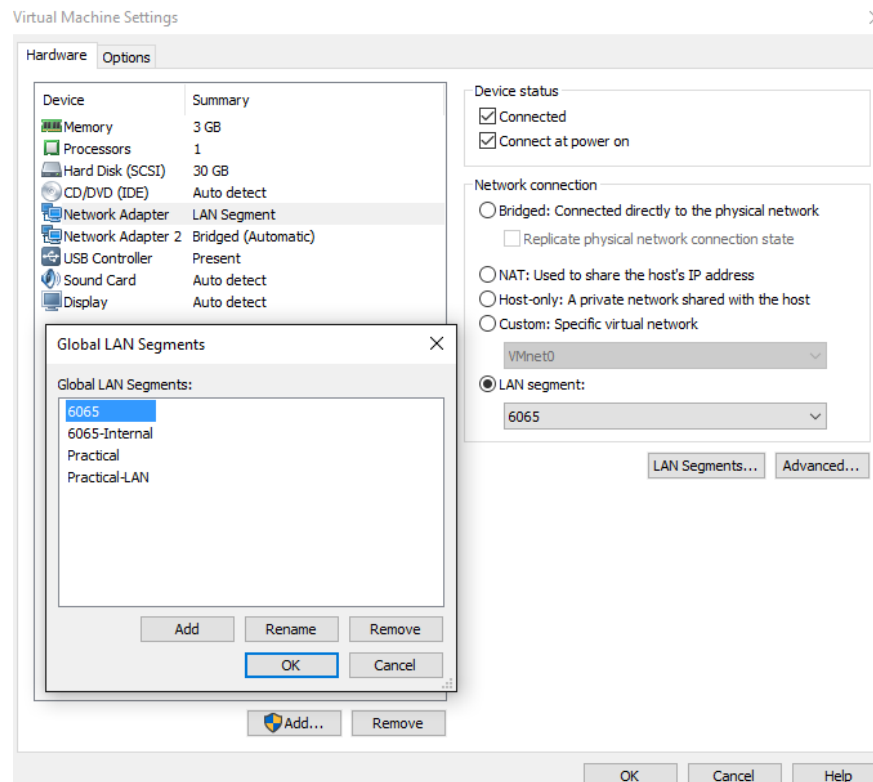 Virtual Machine Settings
Hardware
Options
Device Summary
Memory 3 GB
Processors 1
Hard Disk (SCSI) 30 GB
CD/DVD (IDE) Auto detect
Network Adapter LAN Segment
Network Adapter 2 Bridged (Automatic)
USB Controller Present
Sound Card Auto detect
Display Auto detect
Global LAN Segments
Global LAN Segments:
6065
6065-Internal
Practical
Practical-LAN
Add Rename Remove
OK Cancel
Add... Remove
Device status
Connected
Connect at power on
Network connection
Bridged: Connected directly to the physical network
Replicate physical network connection state
NAT: Used to share the host's IP address
Host-only: A private network shared with the host
Custom: Specific virtual network
VMnet0
LAN segment:
6065
LAN Segments... Advanced...
OK Cancel Help